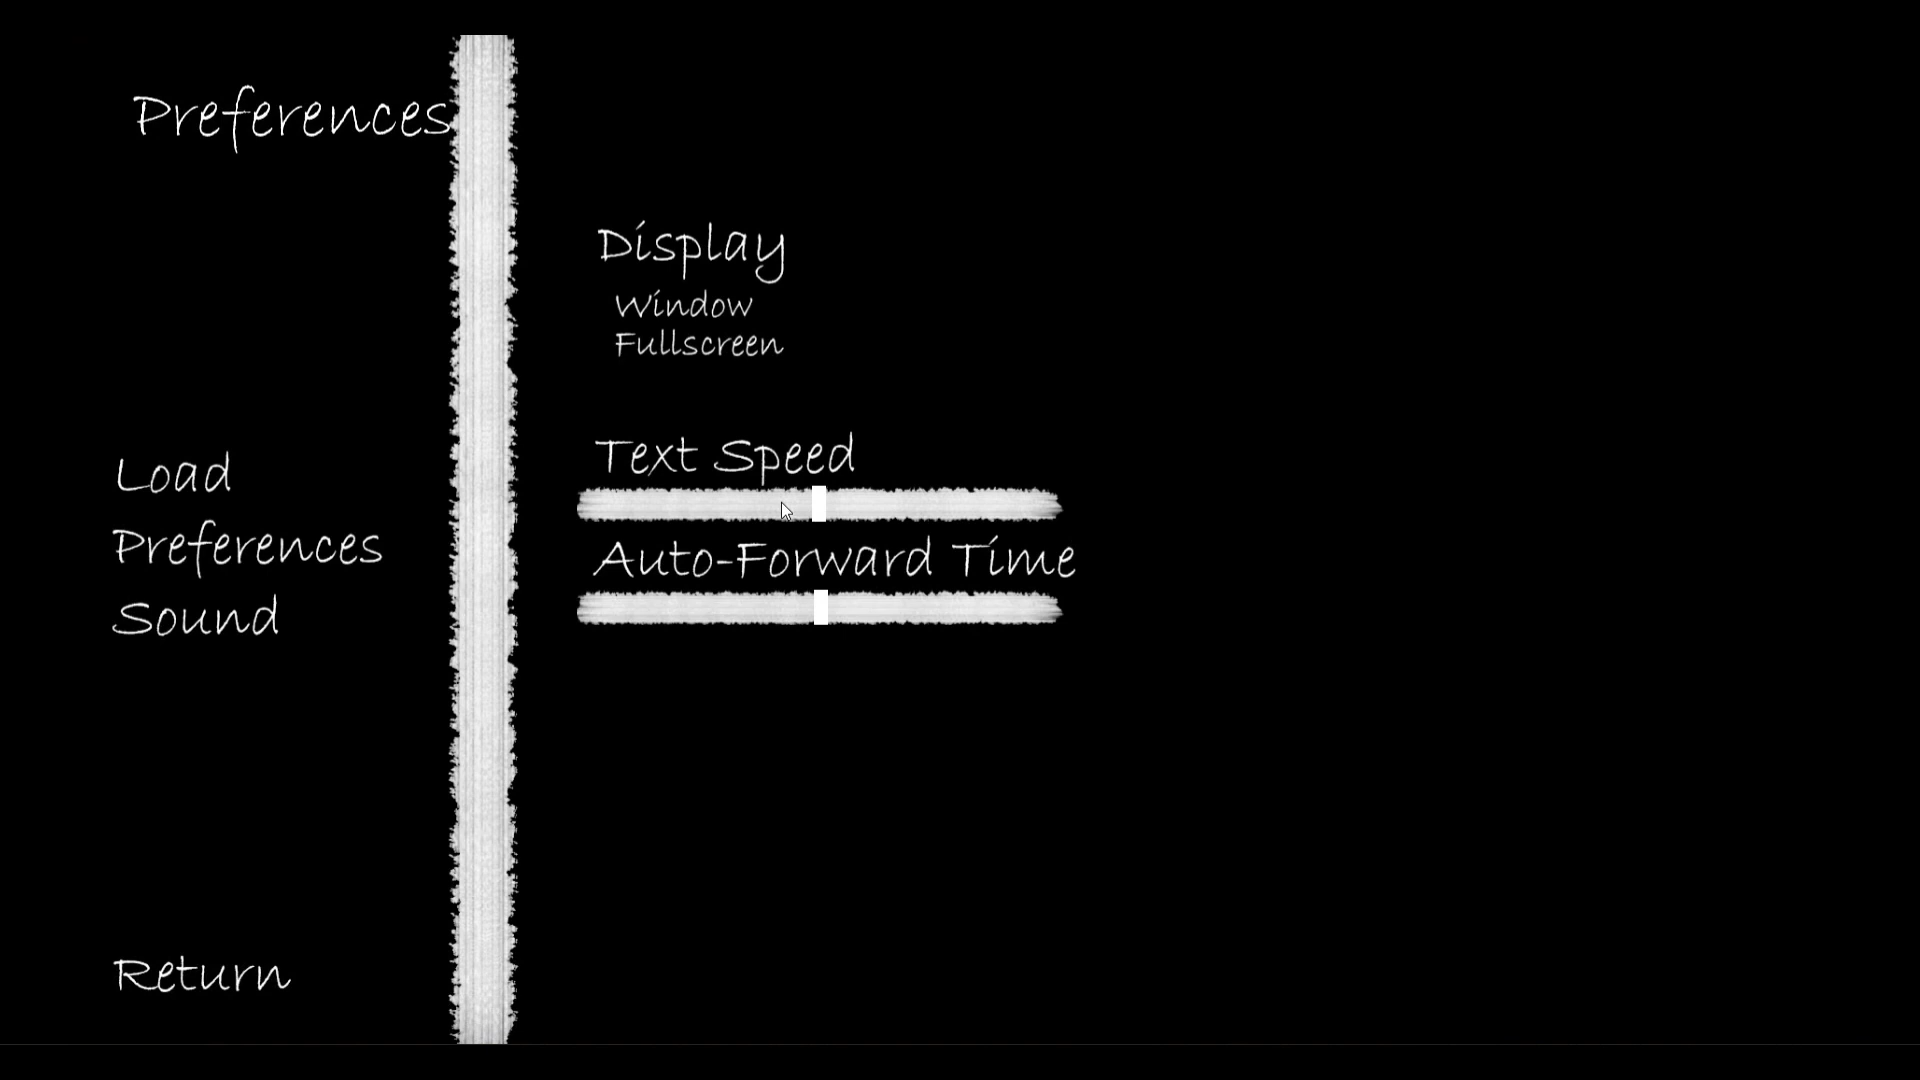 Preferences
Load
Preferences
Sound
Return
Display
Window
Fullscreen
Text Speed
Auto-Forward Time